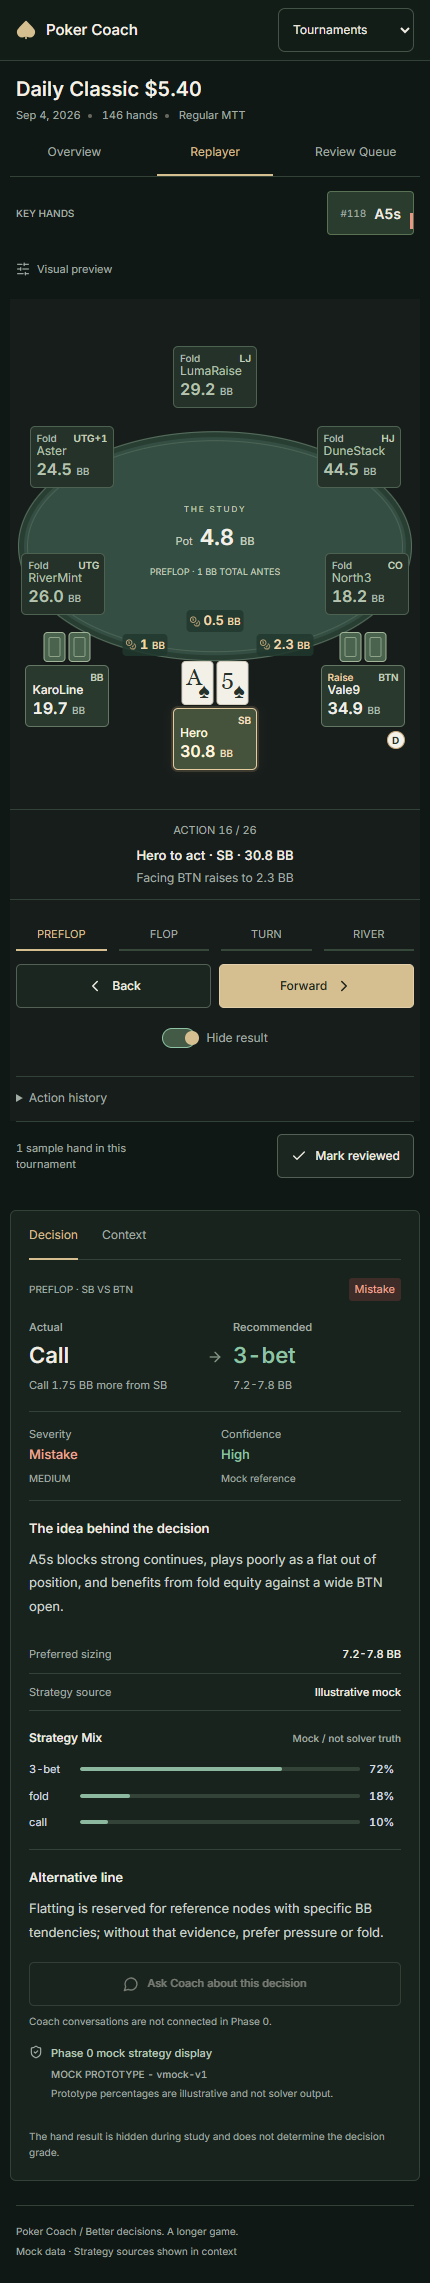 Poker Coach
Tournaments
Daily Classic $5.40
Sep 4, 2026 • 146 hands • Regular MTT
Overview
Replayer
Review Queue
KEY HANDS
#118 A5s
Visual preview
Fold LJ
LumaRaise
29.2 BB
Fold UTG+1
Aster
24.5 BB
Fold HJ
DuneStack
44.5 BB
THE STUDY
Pot 4.8 BB
PREFLOP · 1 BB TOTAL ANTES
Fold UTG
RiverMint
26.0 BB
Fold CO
North3
18.2 BB
0.5 BB
1 BB
2.3 BB
A
5
BB
KaroLine
19.7 BB
Raise BTN
Vale9
34.9 BB
D
SB
Hero
30.8 BB
ACTION 16 / 26
Hero to act · SB · 30.8 BB
Facing BTN raises to 2.3 BB
PREFLOP
FLOP
TURN
RIVER
Back
Forward
Hide result
Action history
1 sample hand in this
tournament
Mark reviewed
Decision
Context
PREFLOP · SB VS BTN
Mistake
Actual
Recommended
Call → 3-bet
Call 1.75 BB more from SB
7.2-7.8 BB
Severity
Confidence
Mistake
High
MEDIUM
Mock reference
The idea behind the decision
A5s blocks strong continues, plays poorly as a flat out of
position, and benefits from fold equity against a wide BTN
open.
Preferred sizing
7.2-7.8 BB
Strategy source
Illustrative mock
Strategy Mix
Mock / not solver truth
3-bet 72%
fold 18%
call 10%
Alternative line
Flatting is reserved for reference nodes with specific BB
tendencies; without that evidence, prefer pressure or fold.
Ask Coach about this decision
Coach conversations are not connected in Phase 0.
Phase 0 mock strategy display
MOCK PROTOTYPE - vmock-v1
Prototype percentages are illustrative and not solver output.
The hand result is hidden during study and does not determine the decision
grade.
Poker Coach / Better decisions. A longer game.
Mock data · Strategy sources shown in context